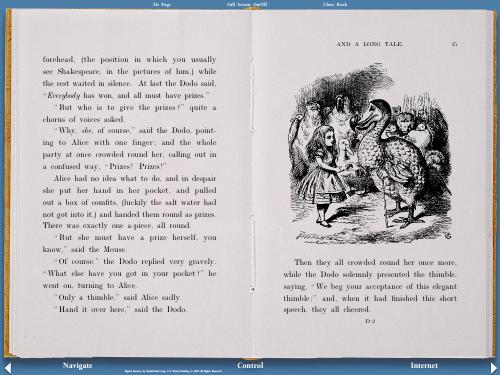 Fit Page
Full Screen On/Off
Close Book
forehead, (the position in which you usually
see Shakespeare, in the pictures of him,) while
the rest waited in silence. At last the Dodo said,
"Everybody has won, and all must have prizes."
"But who is to give the prizes?" quite a
chorus of voices asked.
"Why, she, of course," said the Dodo, point-
ing to Alice with one finger; and the whole
party at once crowded round her, calling out in
a confused way, "Prizes! Prizes!"
Alice had no idea what to do, and in despair
she put her hand in her pocket, and pulled
out a box of comfits, (luckily the salt water had
not got into it,) and handed them round as prizes.
There was exactly one a-piece, all round.
"But she must have a prize herself, you
know," said the Mouse.
"Of course," the Dodo replied very gravely.
"What else have you got in your pocket?" he
went on, turning to Alice.
"Only a thimble," said Alice sadly.
"Hand it over here," said the Dodo.
AND A LONG TALE. 35
Then they all crowded round her once more,
while the Dodo solemnly presented the thimble,
saying, "We beg your acceptance of this elegant
thimble;" and, when it had finished this short
speech, they all cheered.
D 2
Navigate
Control
Internet